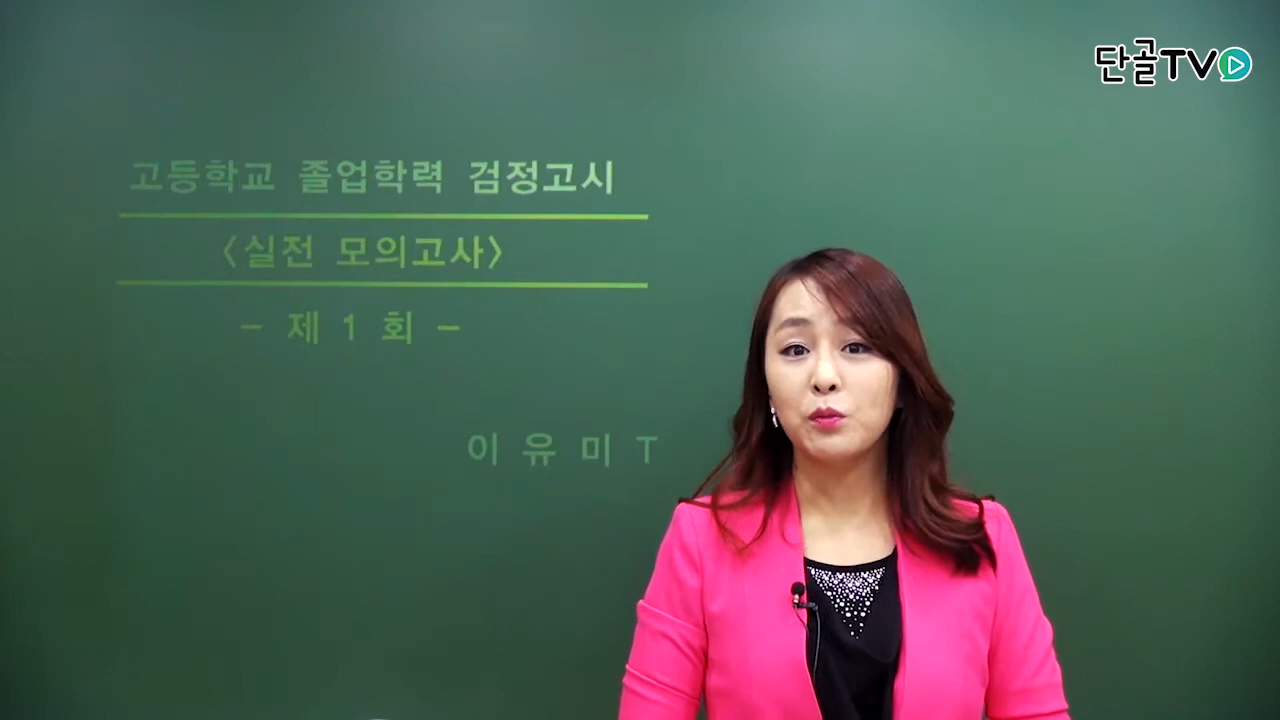 단골TV
고등학교 졸업학력 검정고시
<실전 모의고사>
- 제 1 회 -
이 유 미 T